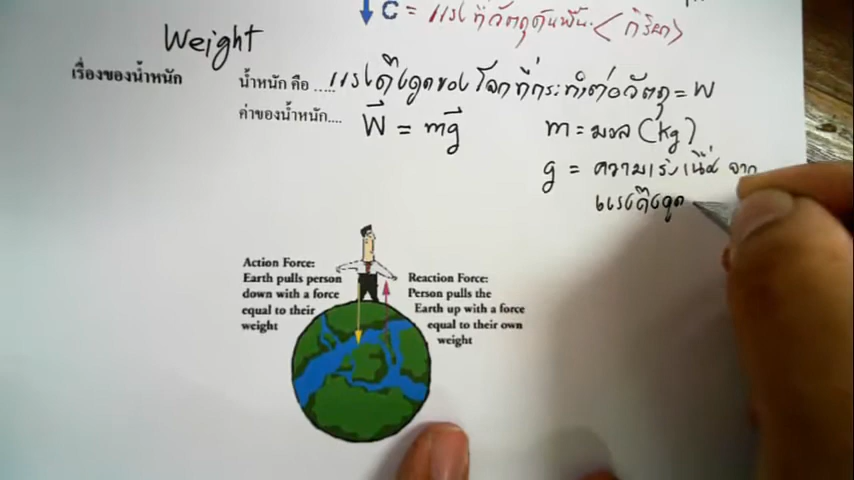 C = แรงที่วัตถุดันพื้น (กิริยา)
Weight
เรื่องของน้ำหนัก
น้ำหนัก คือ ..... แรงดึงดูดของโลกที่กระทำต่อวัตถุ = W
ค่าของน้ำหนัก.... W = mg
m = มวล (kg)
g = ความเร่งเนื่องจาก
แรงดึงดูด
Action Force:
Earth pulls person
down with a force
equal to their
weight
Reaction Force:
Person pulls the
Earth up with a force
equal to their own
weight